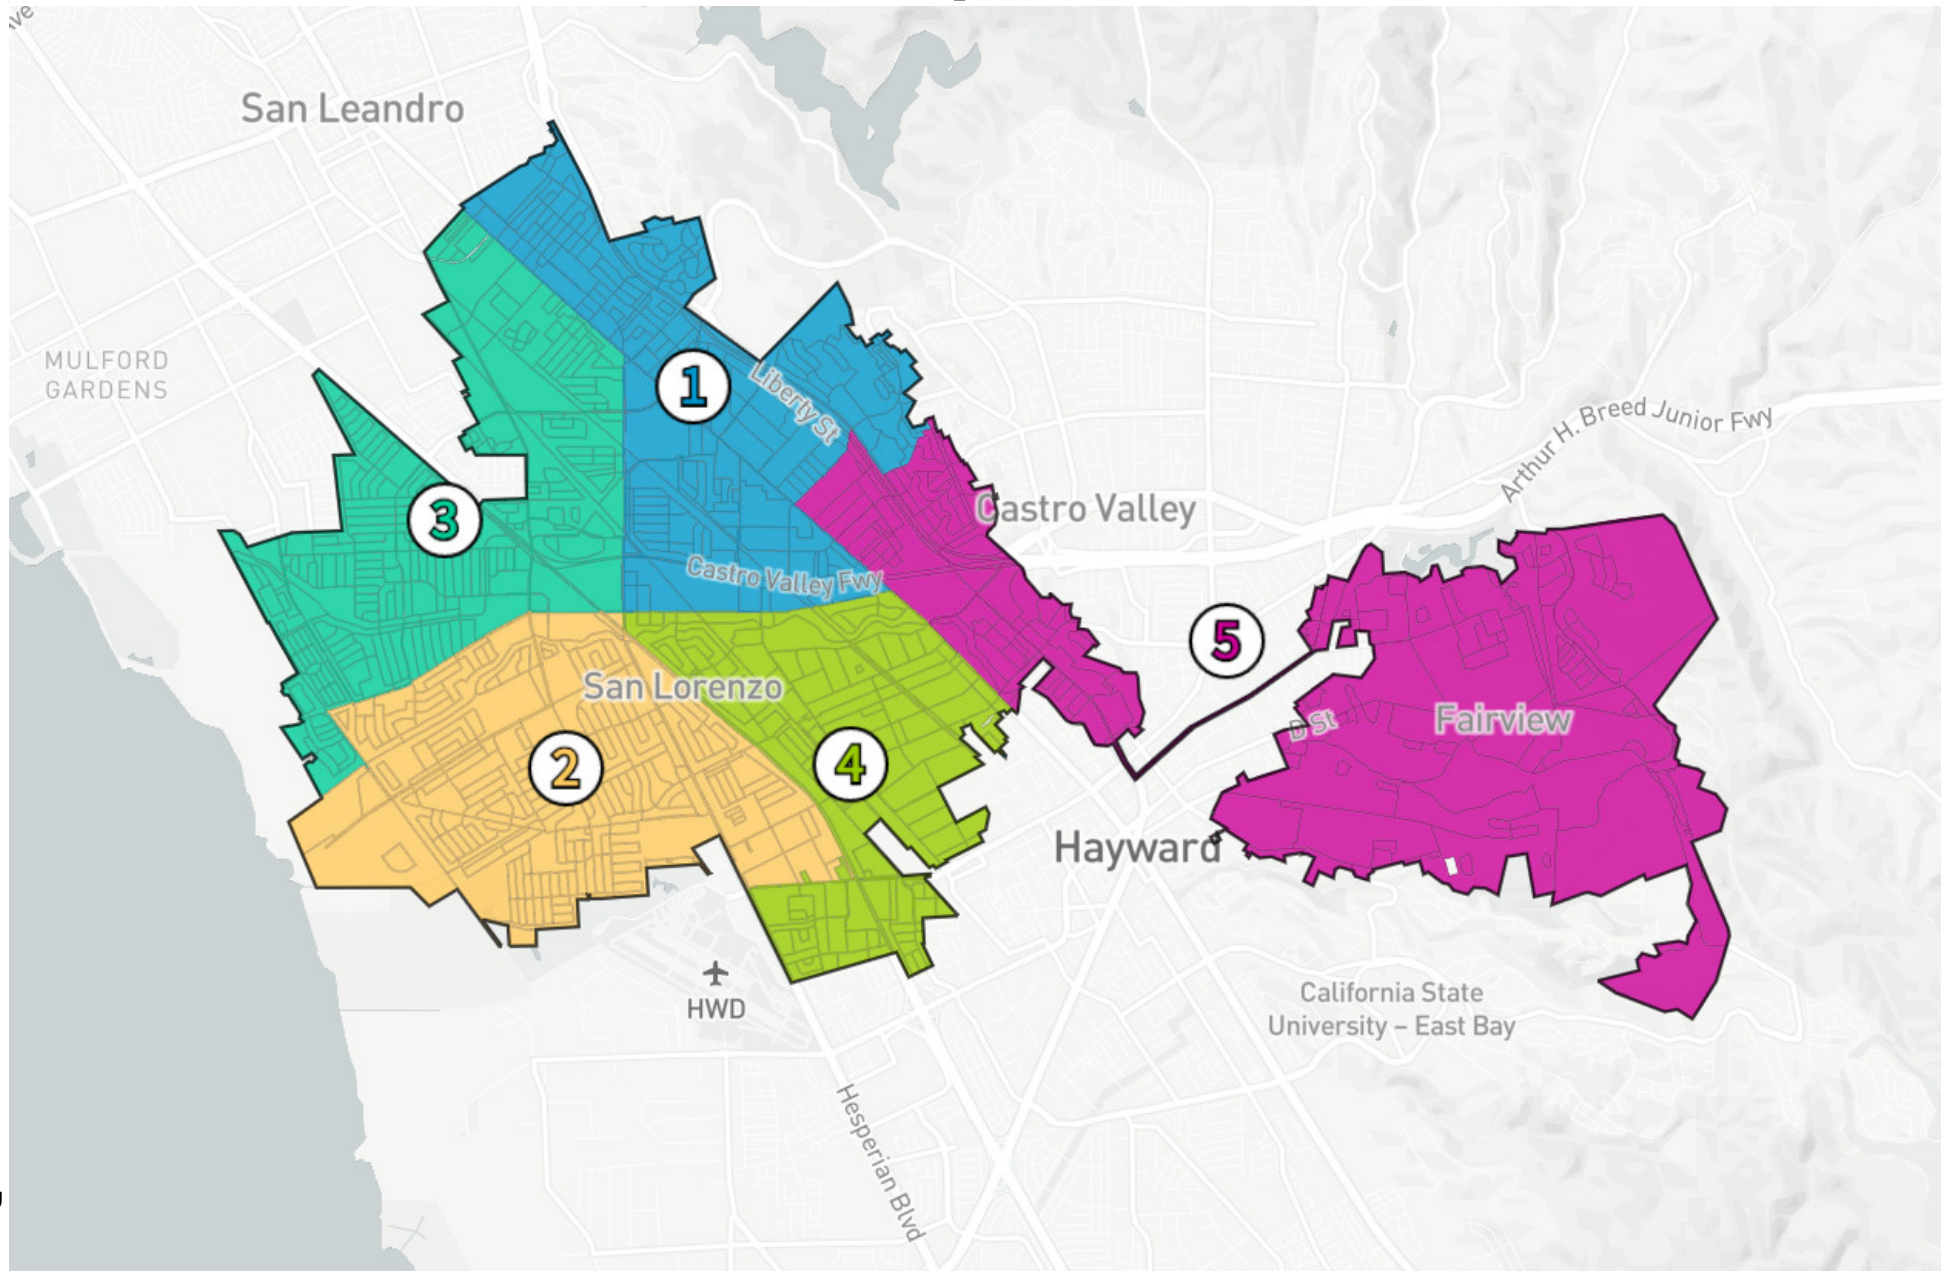 San Leandro
MULFORD
GARDENS
1
Liberty St
Arthur H. Breed Junior Fwy
3
Castro Valley
Castro Valley Fwy
5
San Lorenzo
D St
Fairview
2
4
Hayward
HWD
California State
University – East Bay
Hesperian Blvd